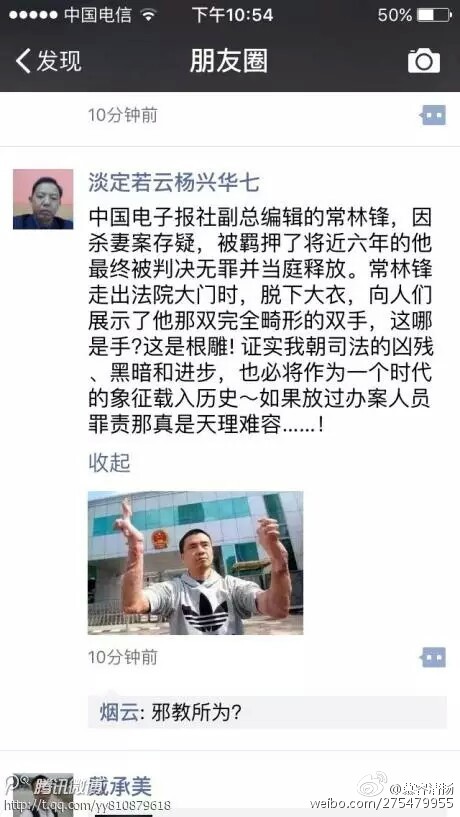 中国电信
下午10:54
50%
发现
朋友圈
10分钟前
淡定若云杨兴华七
中国电子报社副总编辑的常林锋，因
杀妻案存疑，被羁押了将近六年的他
最终被判决无罪并当庭释放。常林锋
走出法院大门时，脱下大衣，向人们
展示了他那双完全畸形的双手，这哪
是手?这是根雕! 证实我朝司法的凶残
、黑暗和进步，也必将作为一个时代
的象征载入历史～如果放过办案人员
罪责那真是天理难容......!
收起
10分钟前
烟云: 邪教所为?
腾讯微博
戴承美
http://t.qq.com/yy810879618
weibo.com/275479955